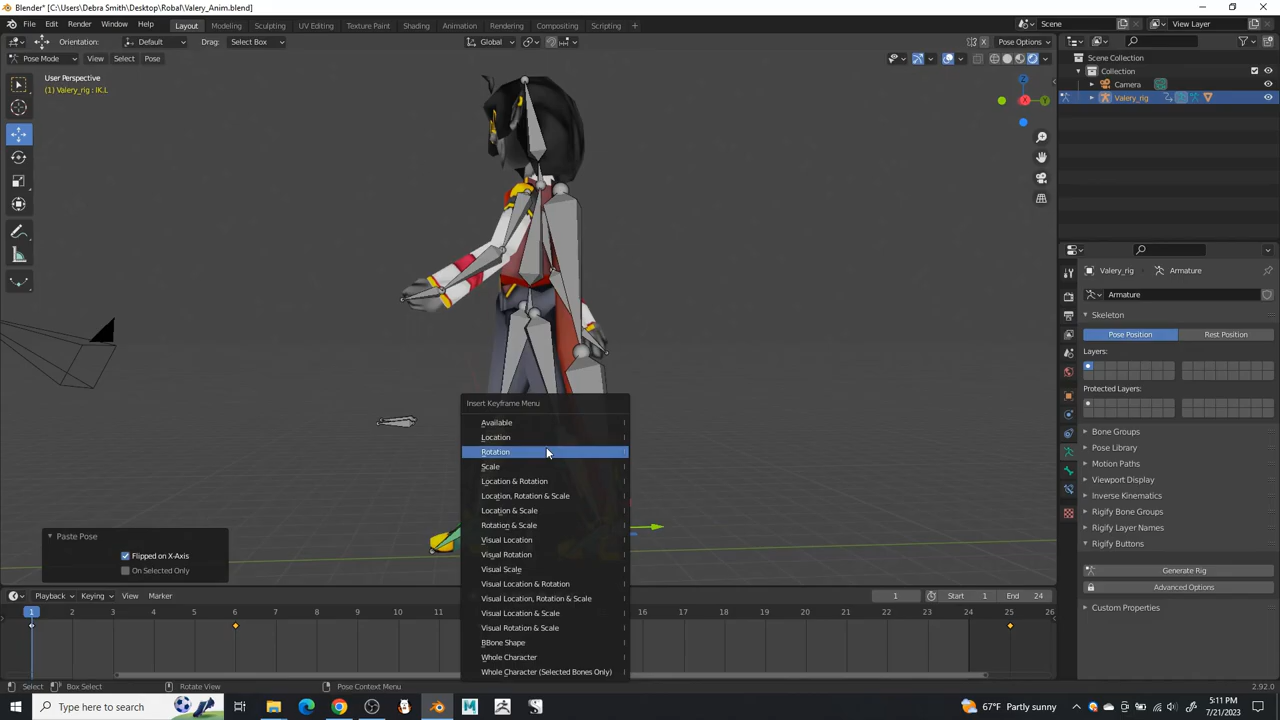 Blender* [C:\Users\Debra Smith\Desktop\Robal\Valery_Anim.blend]
File Edit Render Window Help Layout Modeling Sculpting UV Editing Texture Paint Shading Animation Rendering Compositing Scripting + Scene View Layer
Orientation: Default Drag: Select Box Global Pose Options
Pose Mode View Select Pose
User Perspective
(1) Valery_rig : IK.L
Z
X
Y
Scene Collection
Collection
Camera
Valery_rig
Valery_rig Armature
Armature
Skeleton
Pose Position Rest Position
Layers:
Protected Layers:
Bone Groups
Pose Library
Motion Paths
Viewport Display
Inverse Kinematics
Rigify Bone Groups
Rigify Layer Names
Rigify Buttons
Generate Rig
Advanced Options
Custom Properties
Insert Keyframe Menu
Available I
Location I
Rotation I
Scale I
Location & Rotation I
Location, Rotation & Scale I
Location & Scale I
Rotation & Scale I
Visual Location I
Visual Rotation I
Visual Scale I
Visual Location & Rotation I
Visual Location, Rotation & Scale I
Visual Location & Scale I
Visual Rotation & Scale I
BBone Shape I
Whole Character I
Whole Character (Selected Bones Only) I
Paste Pose
Flipped on X-Axis
On Selected Only
Playback Keying View Marker 1 Start 1 End 24
1 2 3 4 5 6 7 8 9 10 11 16 17 18 19 20 21 22 23 24 25 26
Select Box Select Rotate View Pose Context Menu 2.92.0
Search
67°F Partly sunny
5:11 PM
7/21/2023